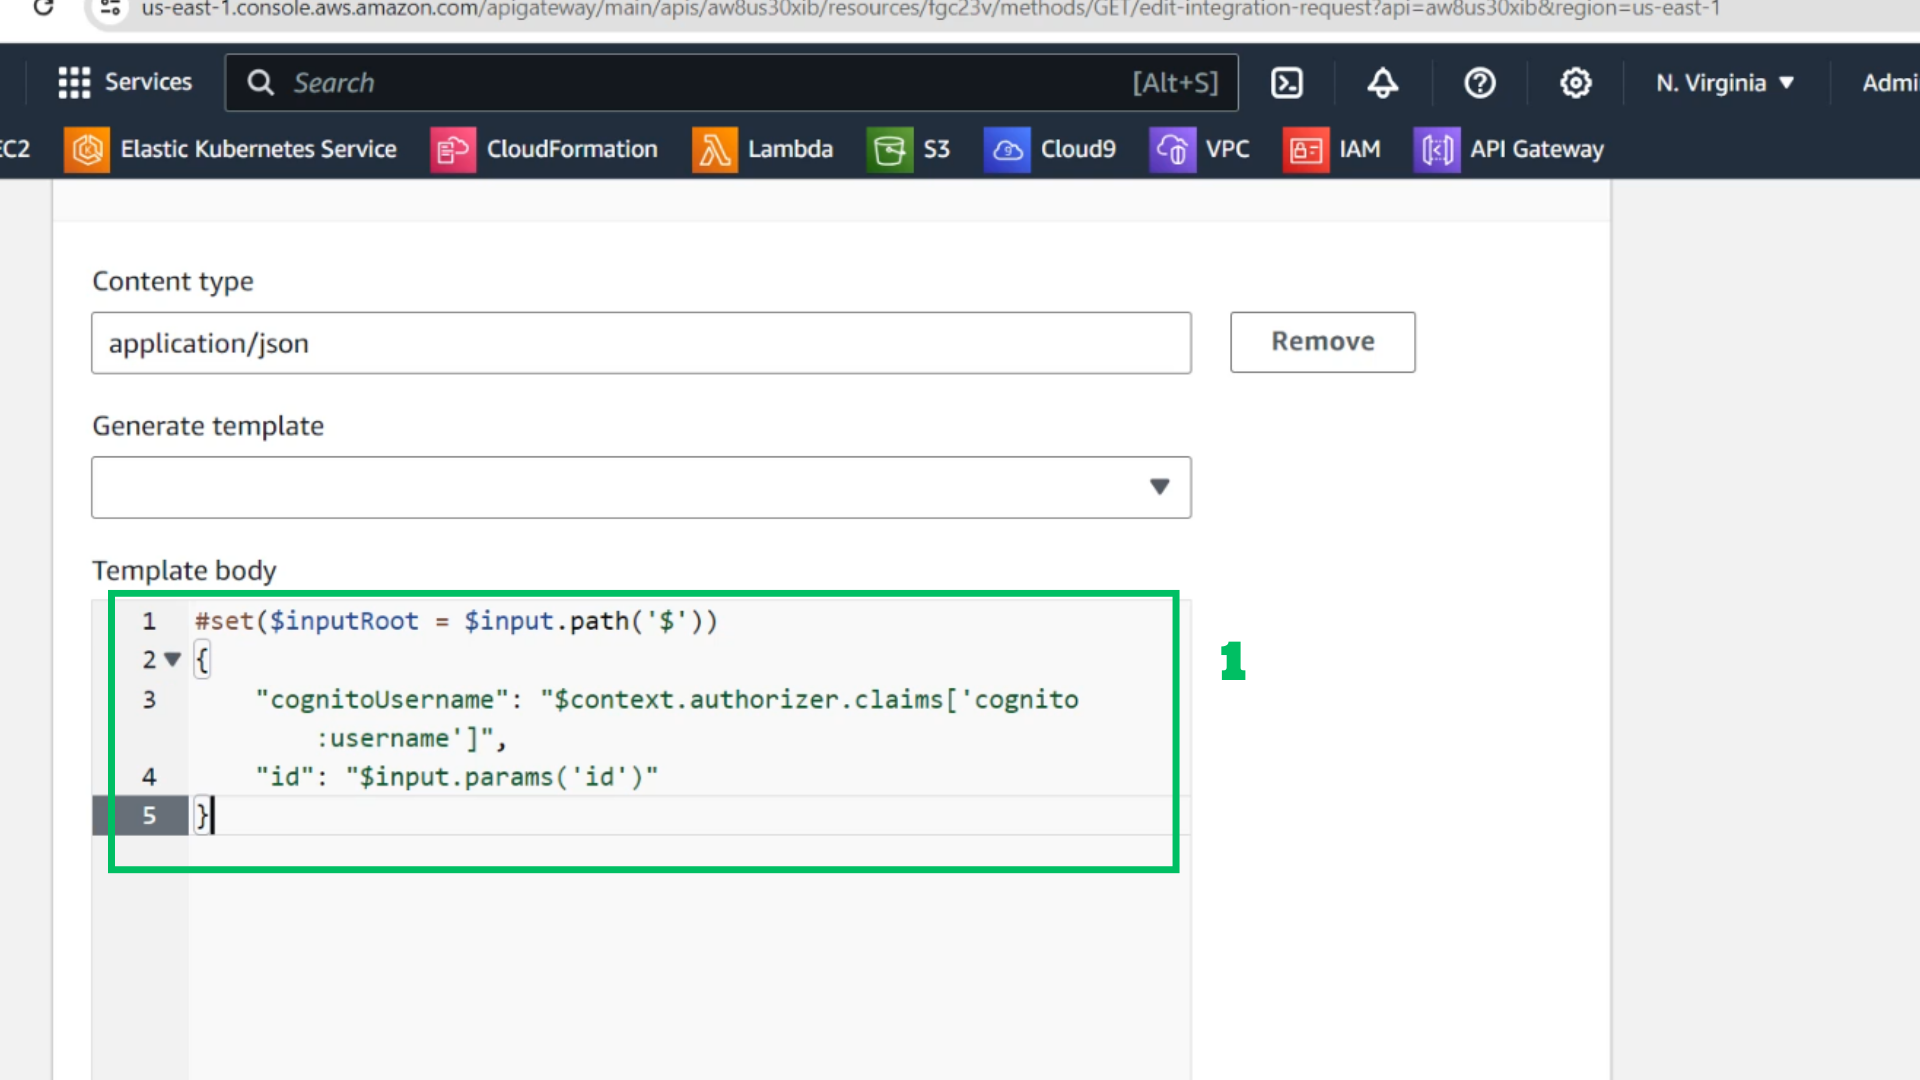 us-east-1.console.aws.amazon.com/apigateway/main/apis/aw8us30xib/resources/fgc23v/methods/GET/edit-integration-request?api=aw8us30xib&region=us-east-1
Services
Search
[Alt+S]
N. Virginia
Admi
EC2
Elastic Kubernetes Service
CloudFormation
Lambda
S3
Cloud9
VPC
IAM
API Gateway
Content type
application/json
Remove
Generate template
Template body
1 #set($inputRoot = $input.path('$'))
2 {
3 "cognitoUsername": "$context.authorizer.claims['cognito
:username']",
4 "id": "$input.params('id')"
5 }
1